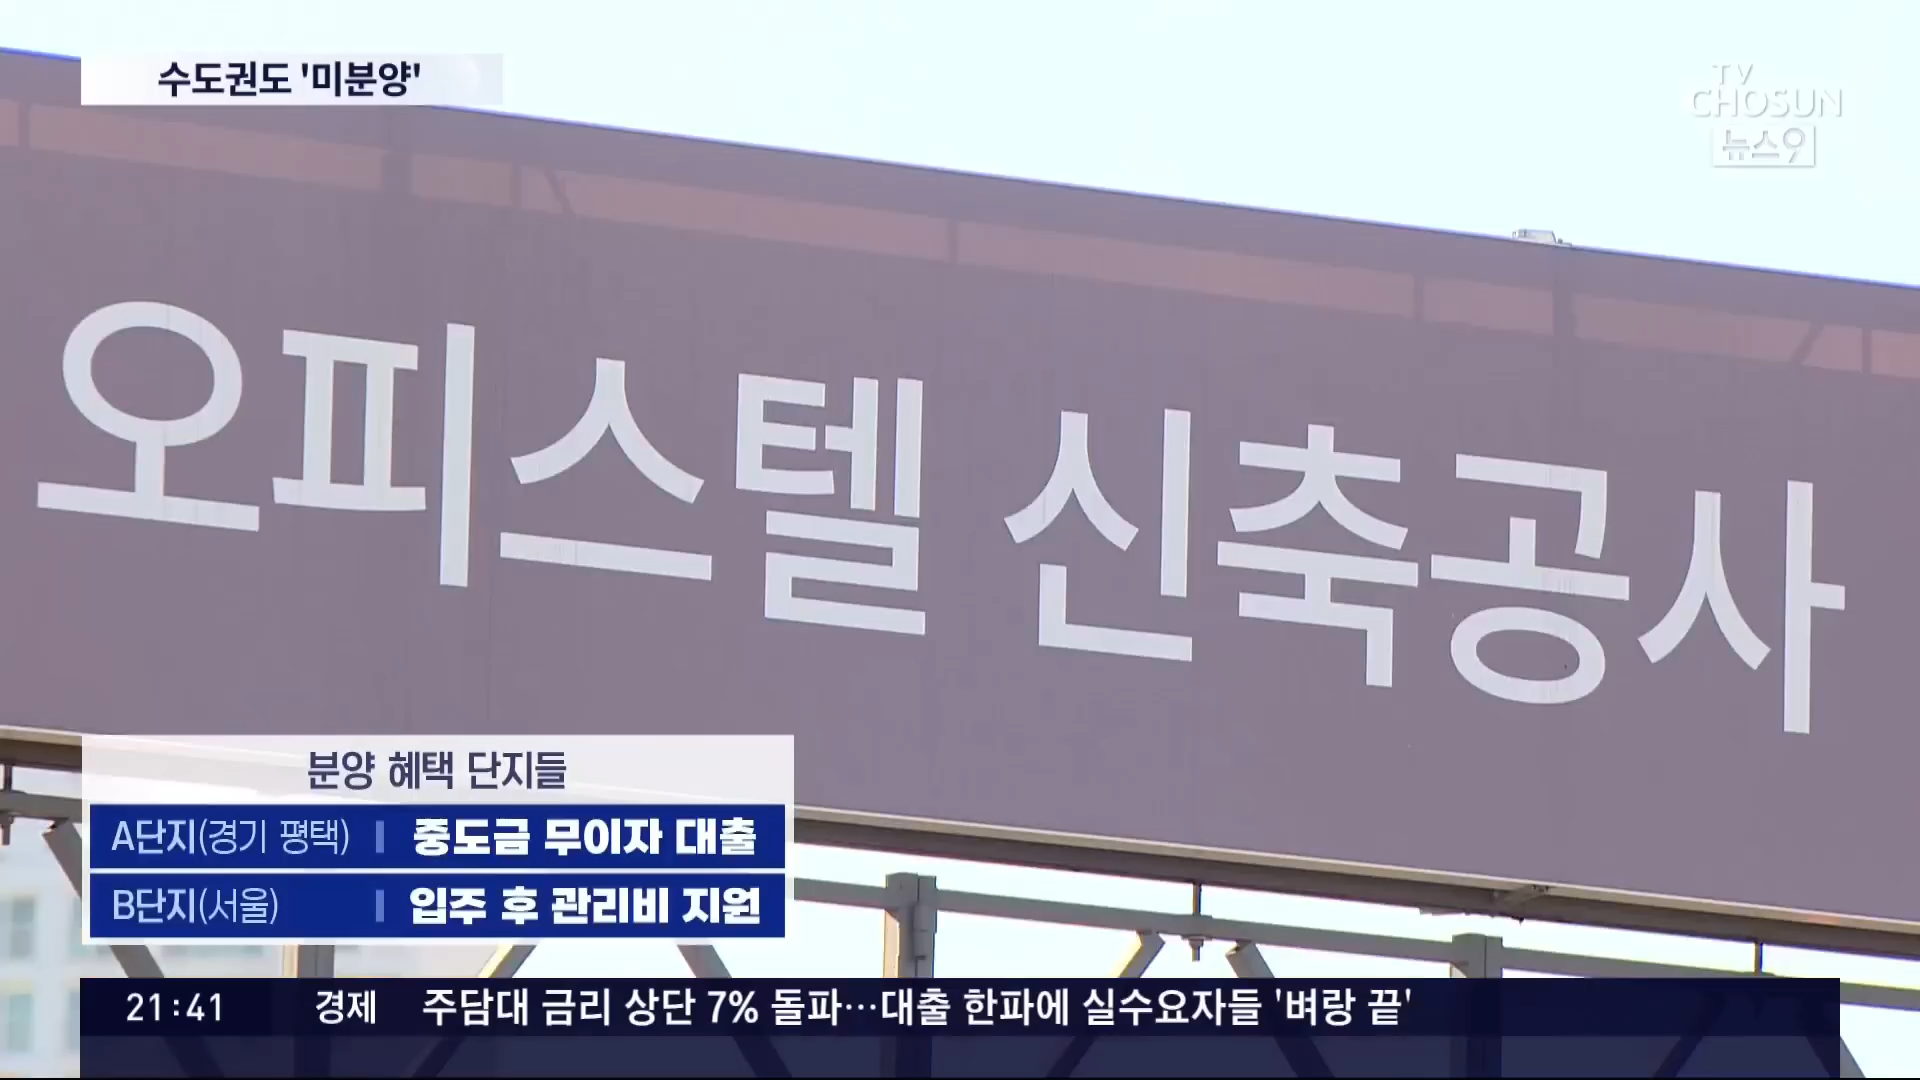 수도권도 '미분양'
TV
CHOSUN
뉴스9
오피스텔 신축공사
분양 혜택 단지들
A단지(경기 평택) | 중도금 무이자 대출
B단지(서울) | 입주 후 관리비 지원
21:41 경제 주담대 금리 상단 7% 돌파…대출 한파에 실수요자들 '벼랑 끝'